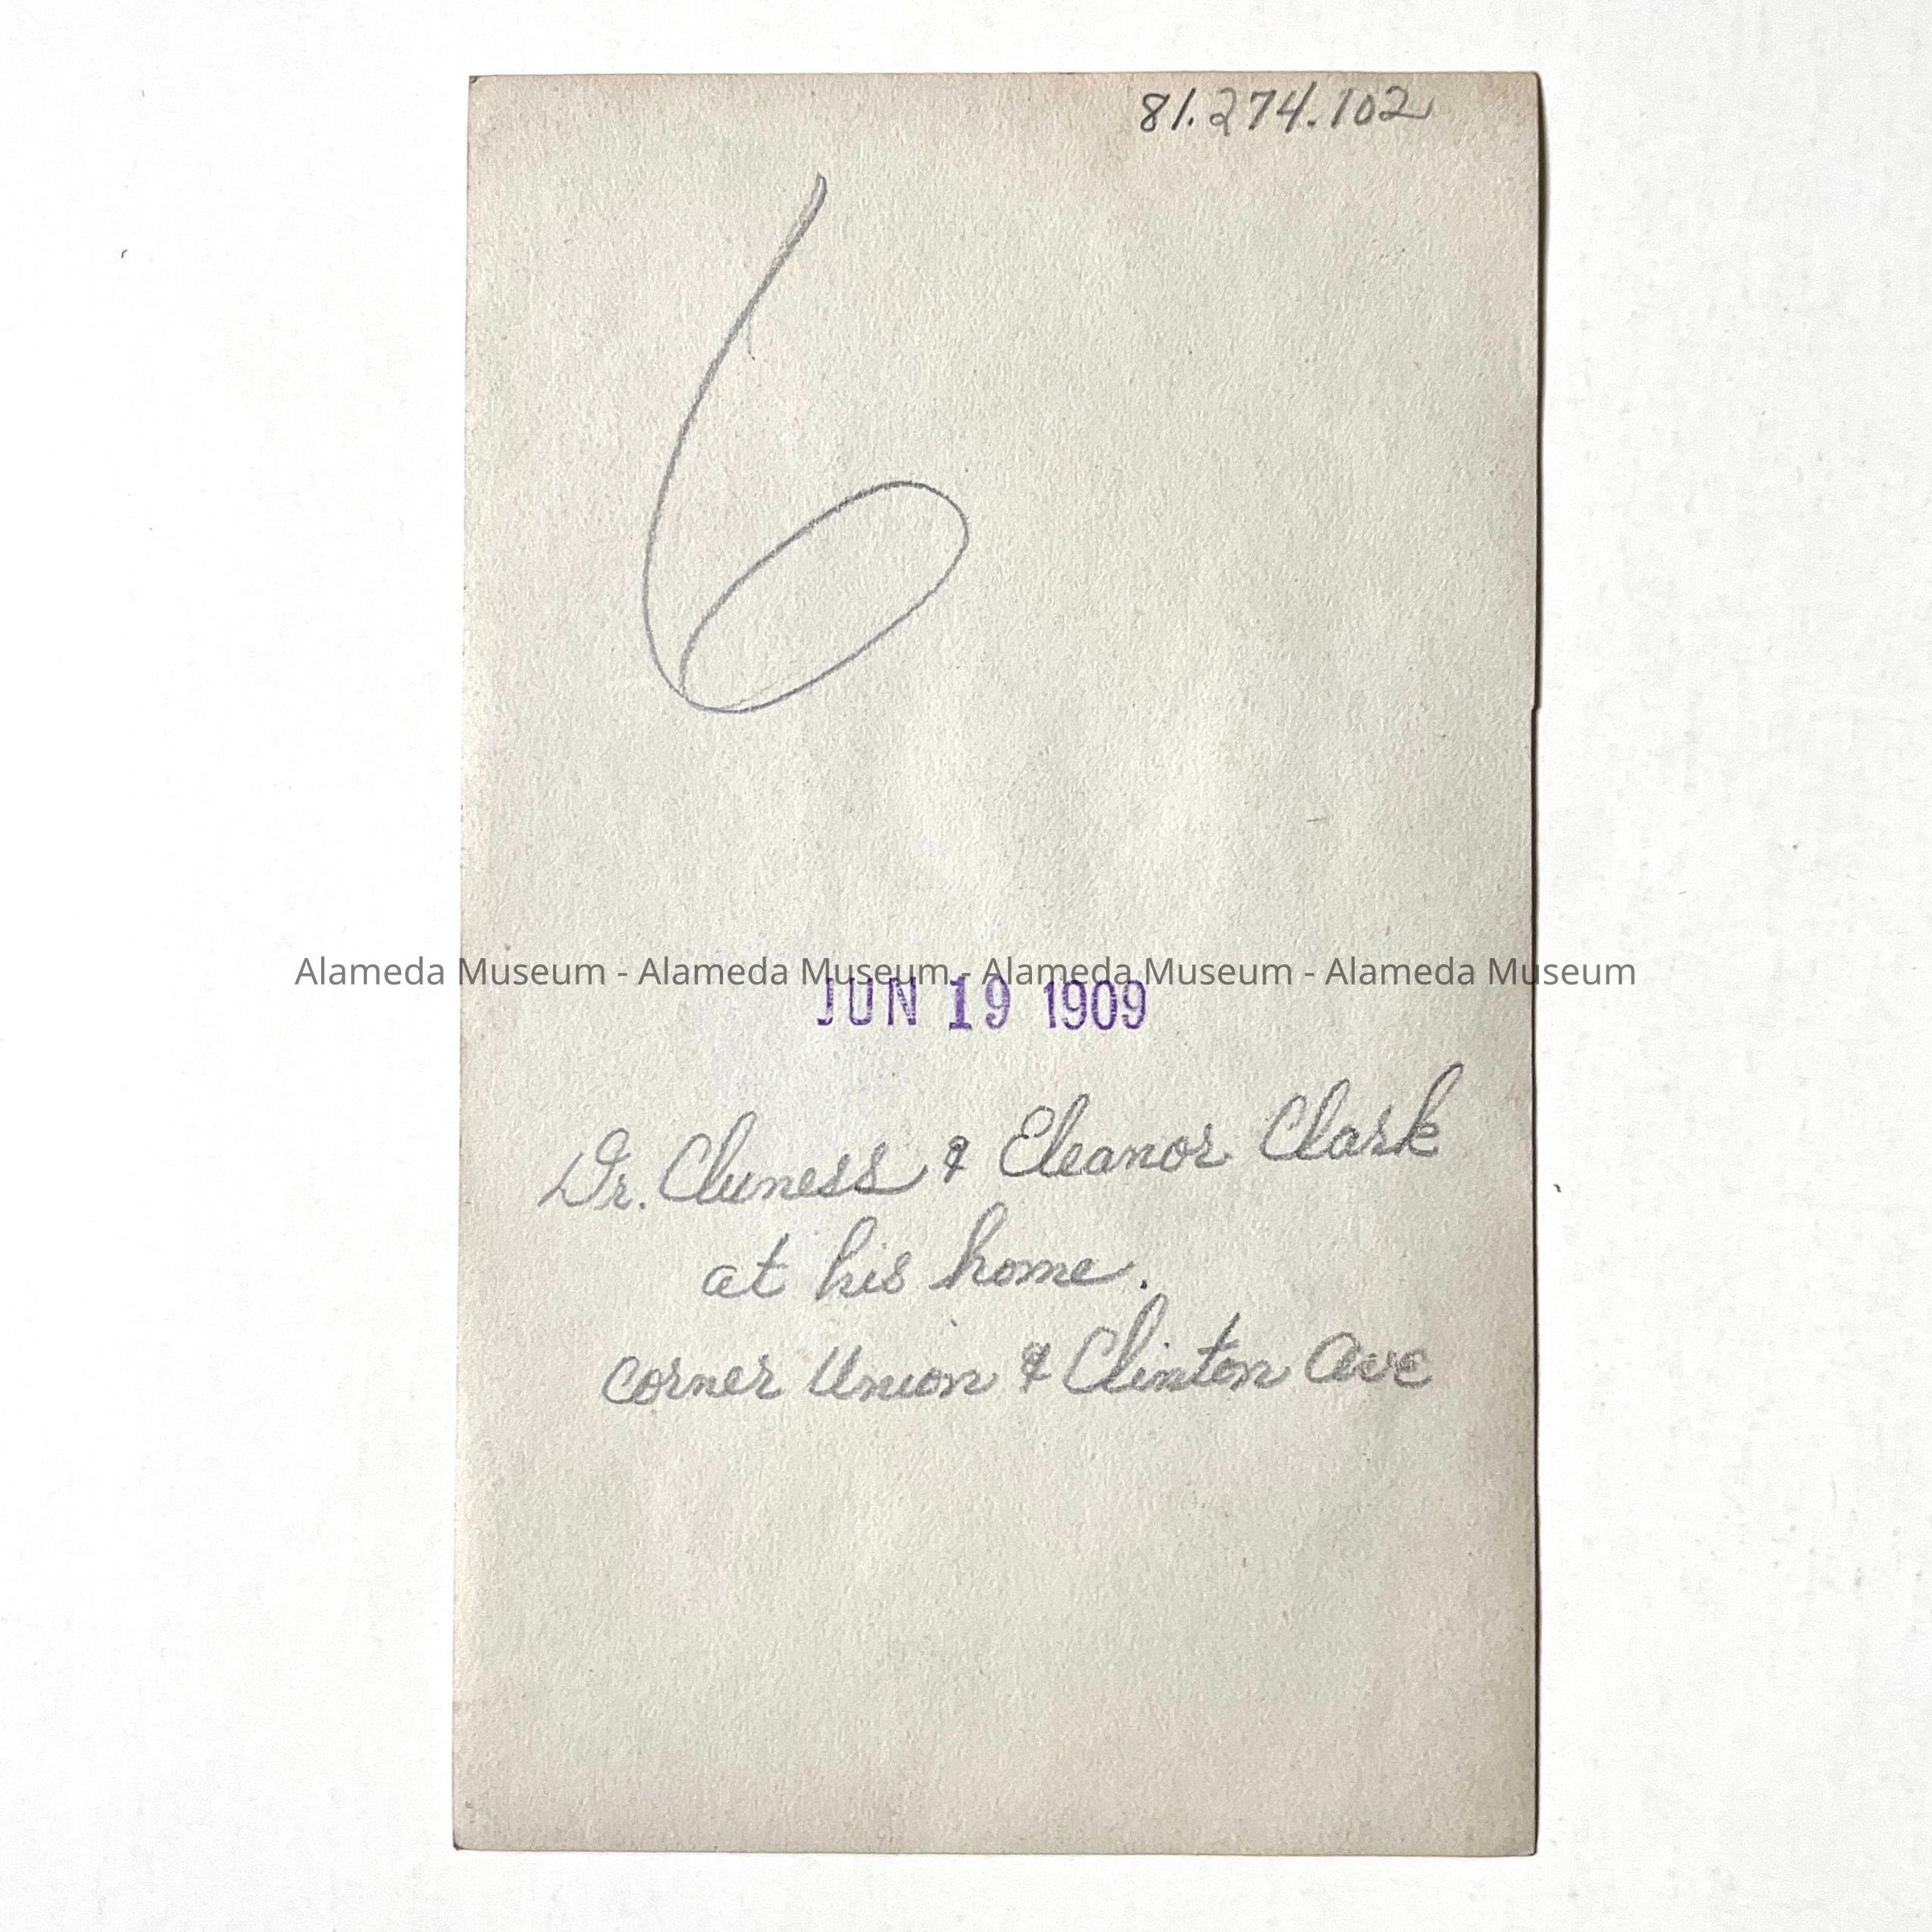 81.274.102
6
Alameda Museum - Alameda Museum - Alameda Museum - Alameda Museum
JUN 19 1909
Dr. Cluness & Eleanor Clark
at his home.
corner Union & Clinton Ave